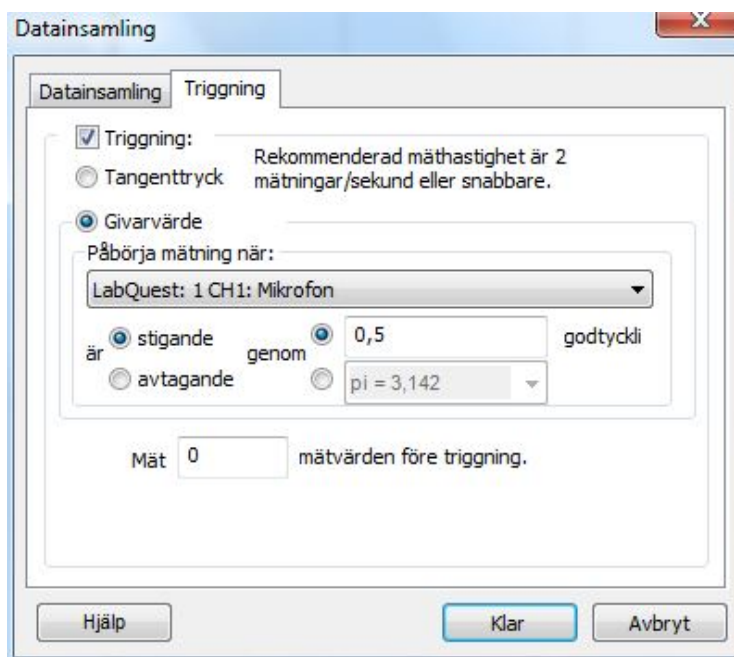 Datainsamling
Datainsamling Triggning
Triggning:
Tangenttryck
Rekommenderad mäthastighet är 2
mätningar/sekund eller snabbare.
Givarvärde
Påbörja mätning när:
LabQuest: 1 CH1: Mikrofon
är stigande genom 0,5 godtyckli
avtagande pi = 3,142
Mät 0 mätvärden före triggning.
Hjälp Klar Avbryt